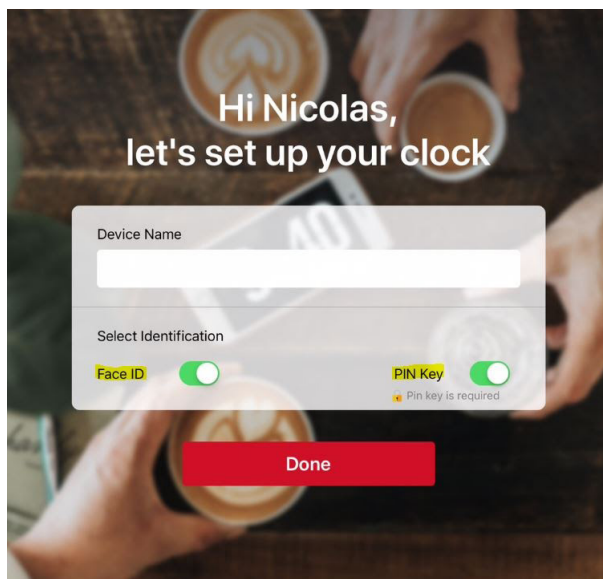 Hi Nicolas,
let's set up your clock
Device Name
Select Identification
Face ID
PIN Key
Pin key is required
Done